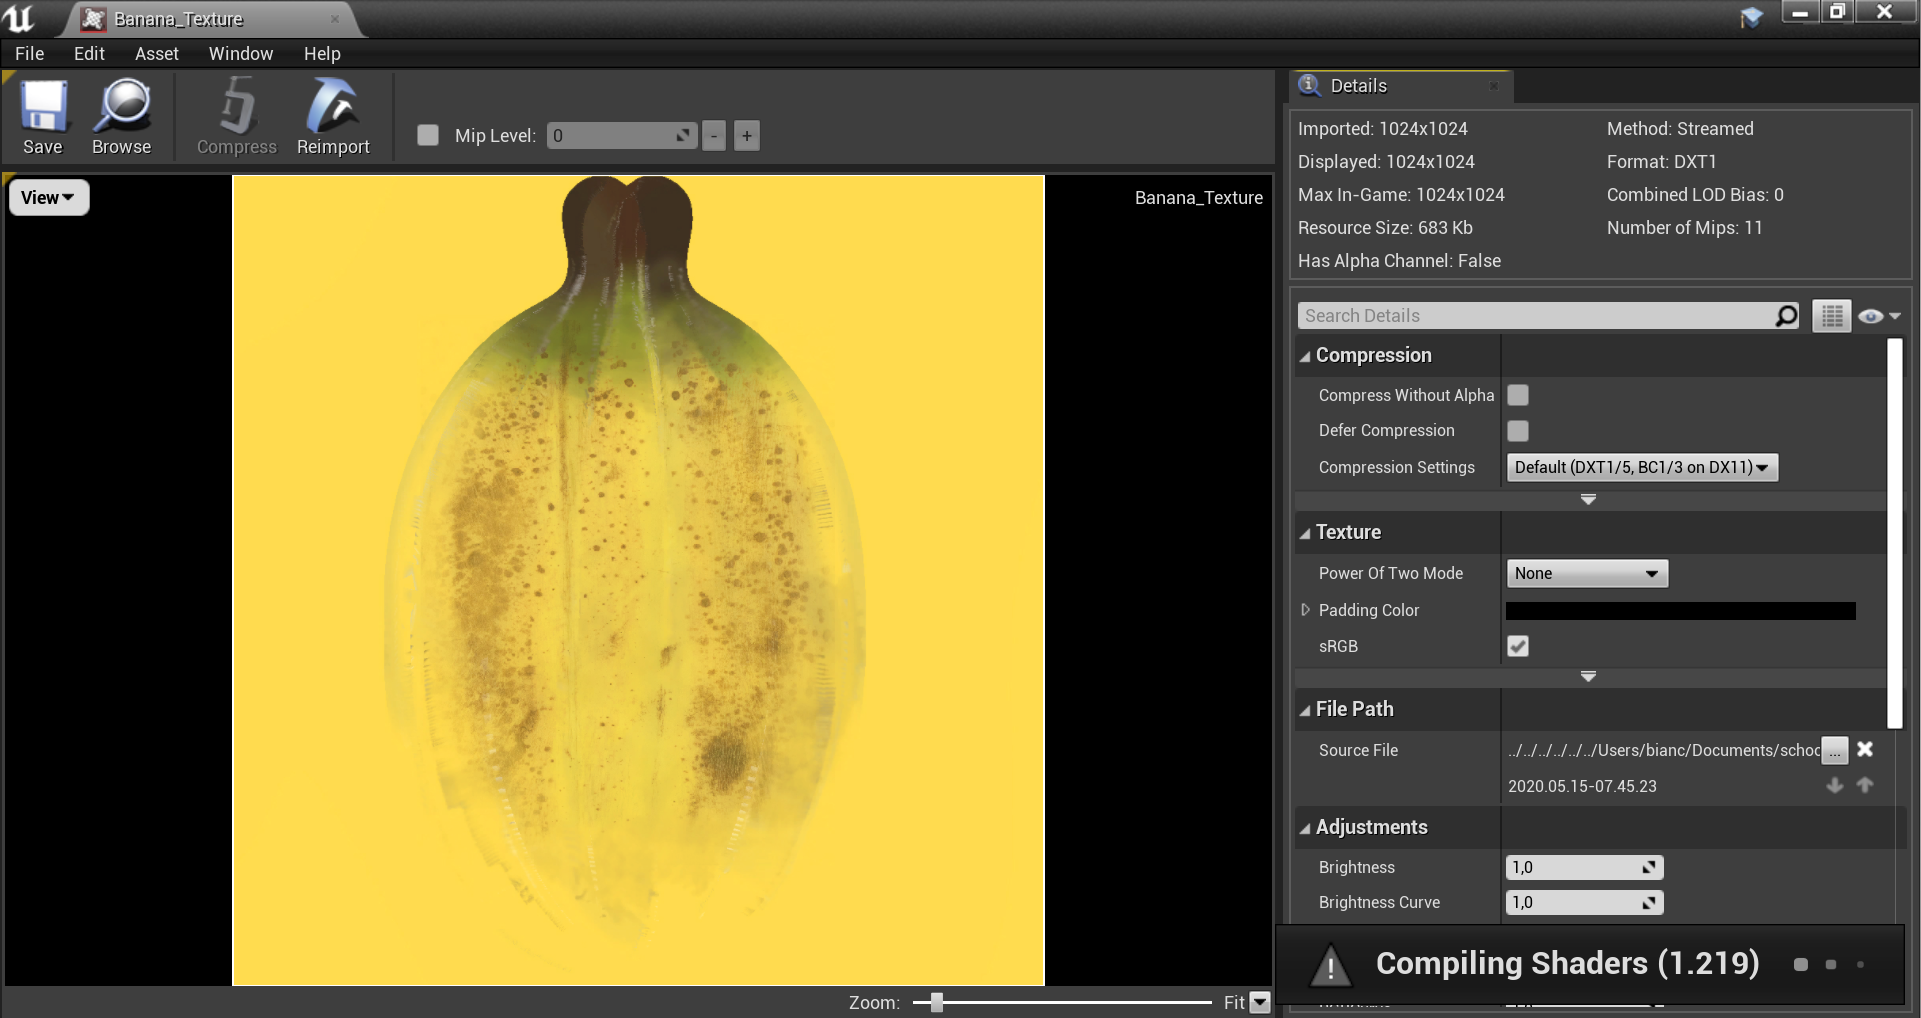 Banana_Texture
File Edit Asset Window Help
Save Browse Compress Reimport
Mip Level: 0 - +
View
Banana_Texture
Zoom: Fit
Details
Imported: 1024x1024 Method: Streamed
Displayed: 1024x1024 Format: DXT1
Max In-Game: 1024x1024 Combined LOD Bias: 0
Resource Size: 683 Kb Number of Mips: 11
Has Alpha Channel: False
Search Details
Compression
Compress Without Alpha
Defer Compression
Compression Settings Default (DXT1/5, BC1/3 on DX11)
Texture
Power Of Two Mode None
Padding Color
sRGB
File Path
Source File ../../../../../../Users/bianc/Documents/schoo ...
2020.05.15-07.45.23
Adjustments
Brightness 1,0
Brightness Curve 1,0
Compiling Shaders (1.219)